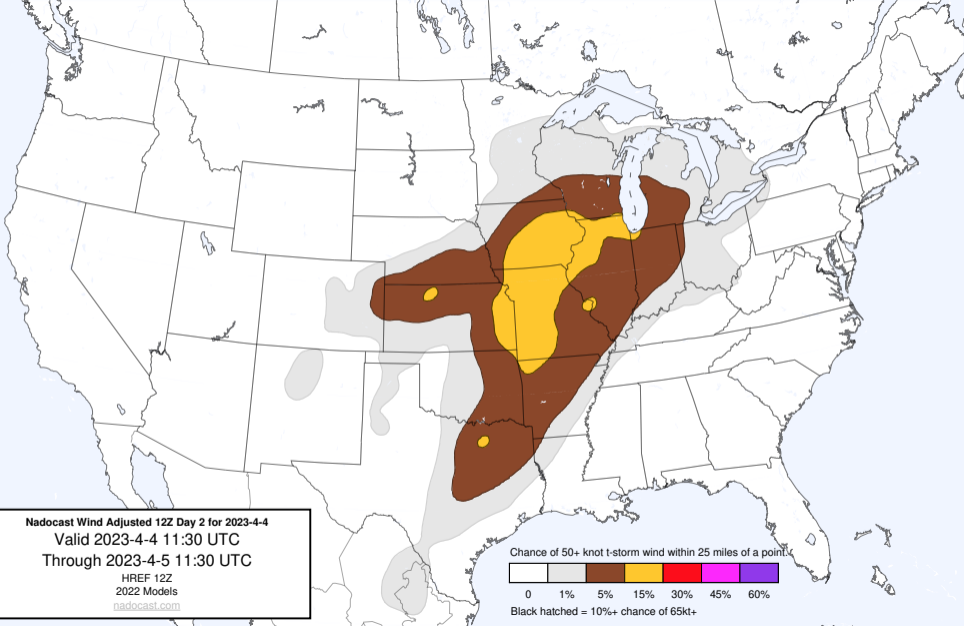 Nadocast Wind Adjusted 12Z Day 2 for 2023-4-4
Valid 2023-4-4 11:30 UTC
Through 2023-4-5 11:30 UTC
HREF 12Z
2022 Models
nadocast.com
Chance of 50+ knot t-storm wind within 25 miles of a point.
0 1% 5% 15% 30% 45% 60%
Black hatched = 10%+ chance of 65kt+